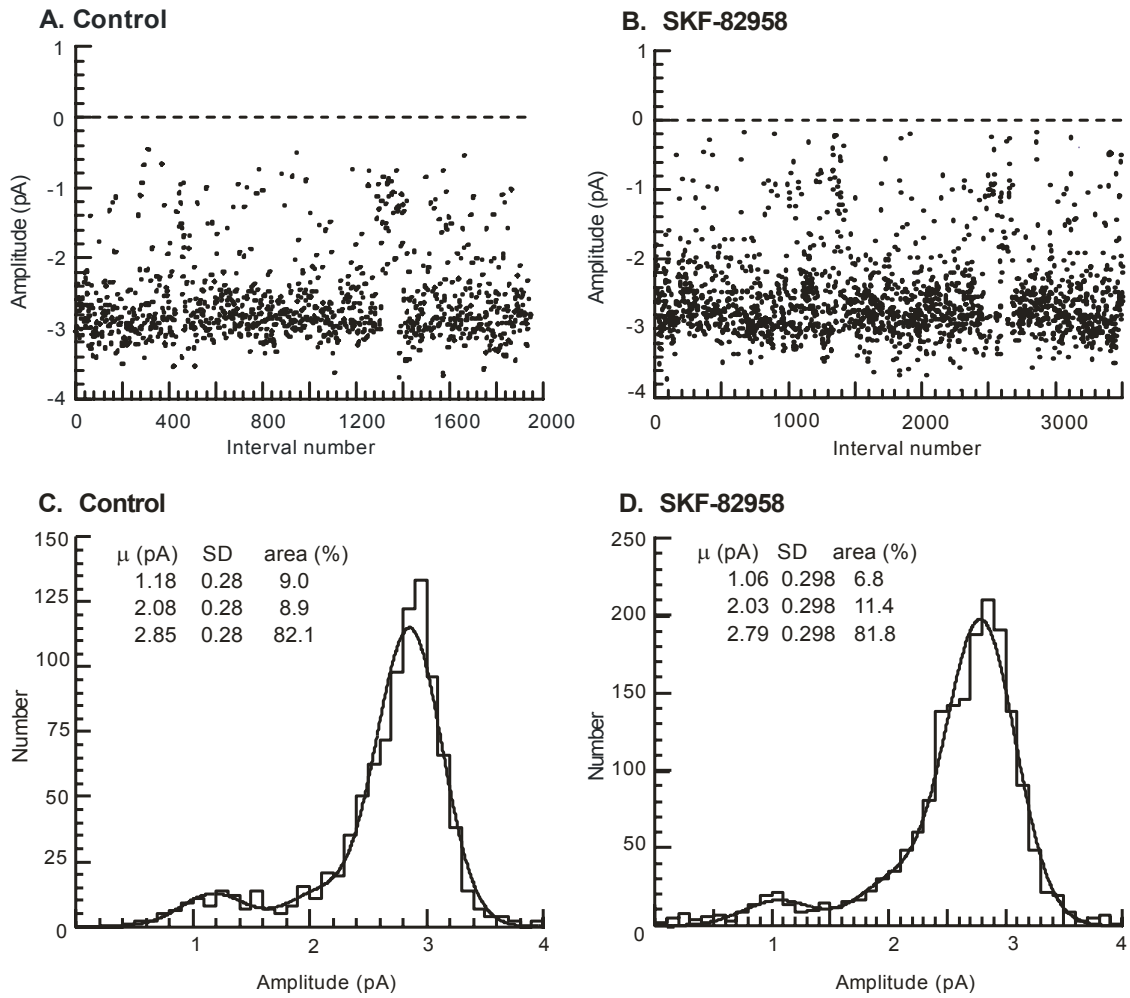 A. Control
Amplitude (pA)
1
0
-1
-2
-3
-4
0 400 800 1200 1600 2000
Interval number
B. SKF-82958
Amplitude (pA)
1
0
-1
-2
-3
-4
0 1000 2000 3000
Interval number
C. Control
Number
150
125
100
75
50
25
0
μ (pA) SD area (%)
1.18 0.28 9.0
2.08 0.28 8.9
2.85 0.28 82.1
1 2 3 4
Amplitude (pA)
D. SKF-82958
Number
250
200
150
100
50
0
μ (pA) SD area (%)
1.06 0.298 6.8
2.03 0.298 11.4
2.79 0.298 81.8
1 2 3 4
Amplitude (pA)